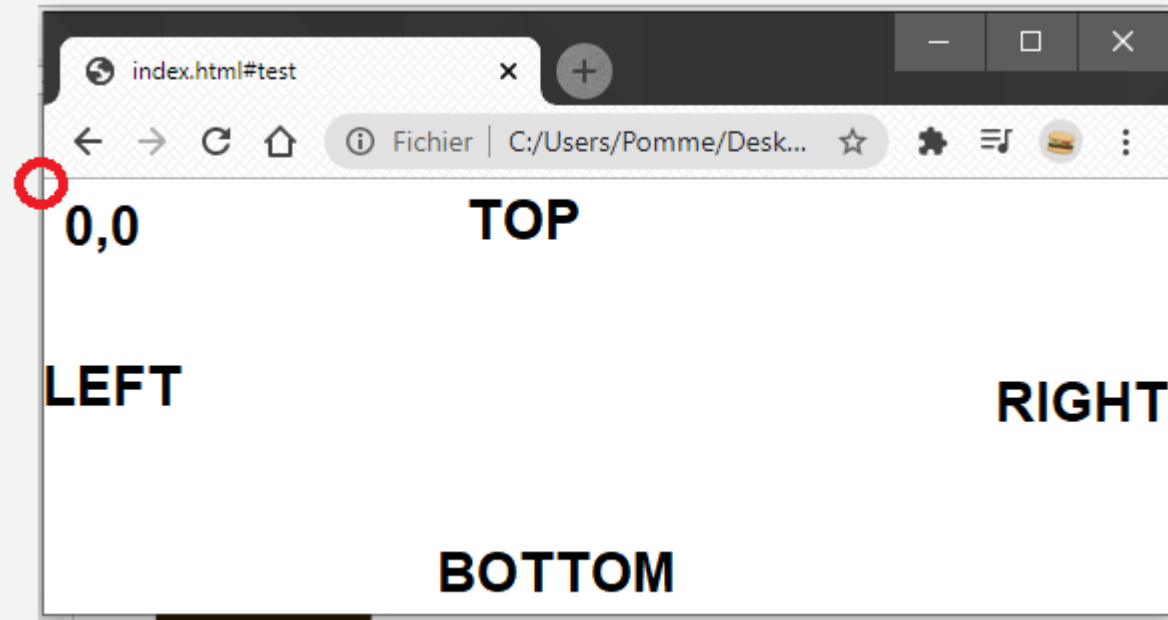 index.html#test
Fichier | C:/Users/Pomme/Desk...
0,0
TOP
LEFT
RIGHT
BOTTOM